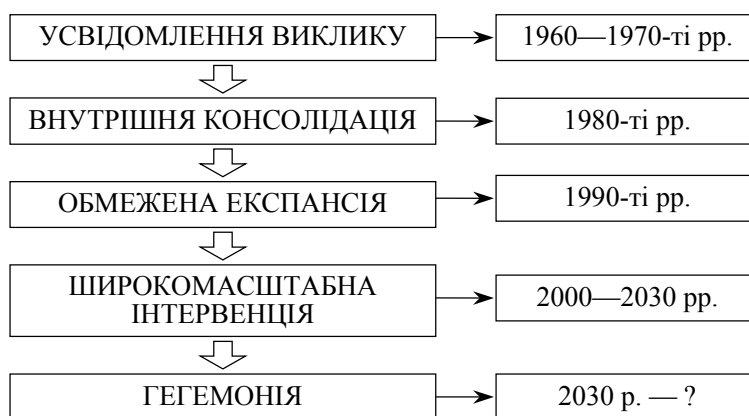 УСВІДОМЛЕННЯ ВИКЛИКУ
1960—1970-ті рр.
ВНУТРІШНЯ КОНСОЛІДАЦІЯ
1980-ті рр.
ОБМЕЖЕНА ЕКСПАНСІЯ
1990-ті рр.
ШИРОКОМАСШТАБНА
ІНТЕРВЕНЦІЯ
2000—2030 рр.
ГЕГЕМОНІЯ
2030 р. — ?